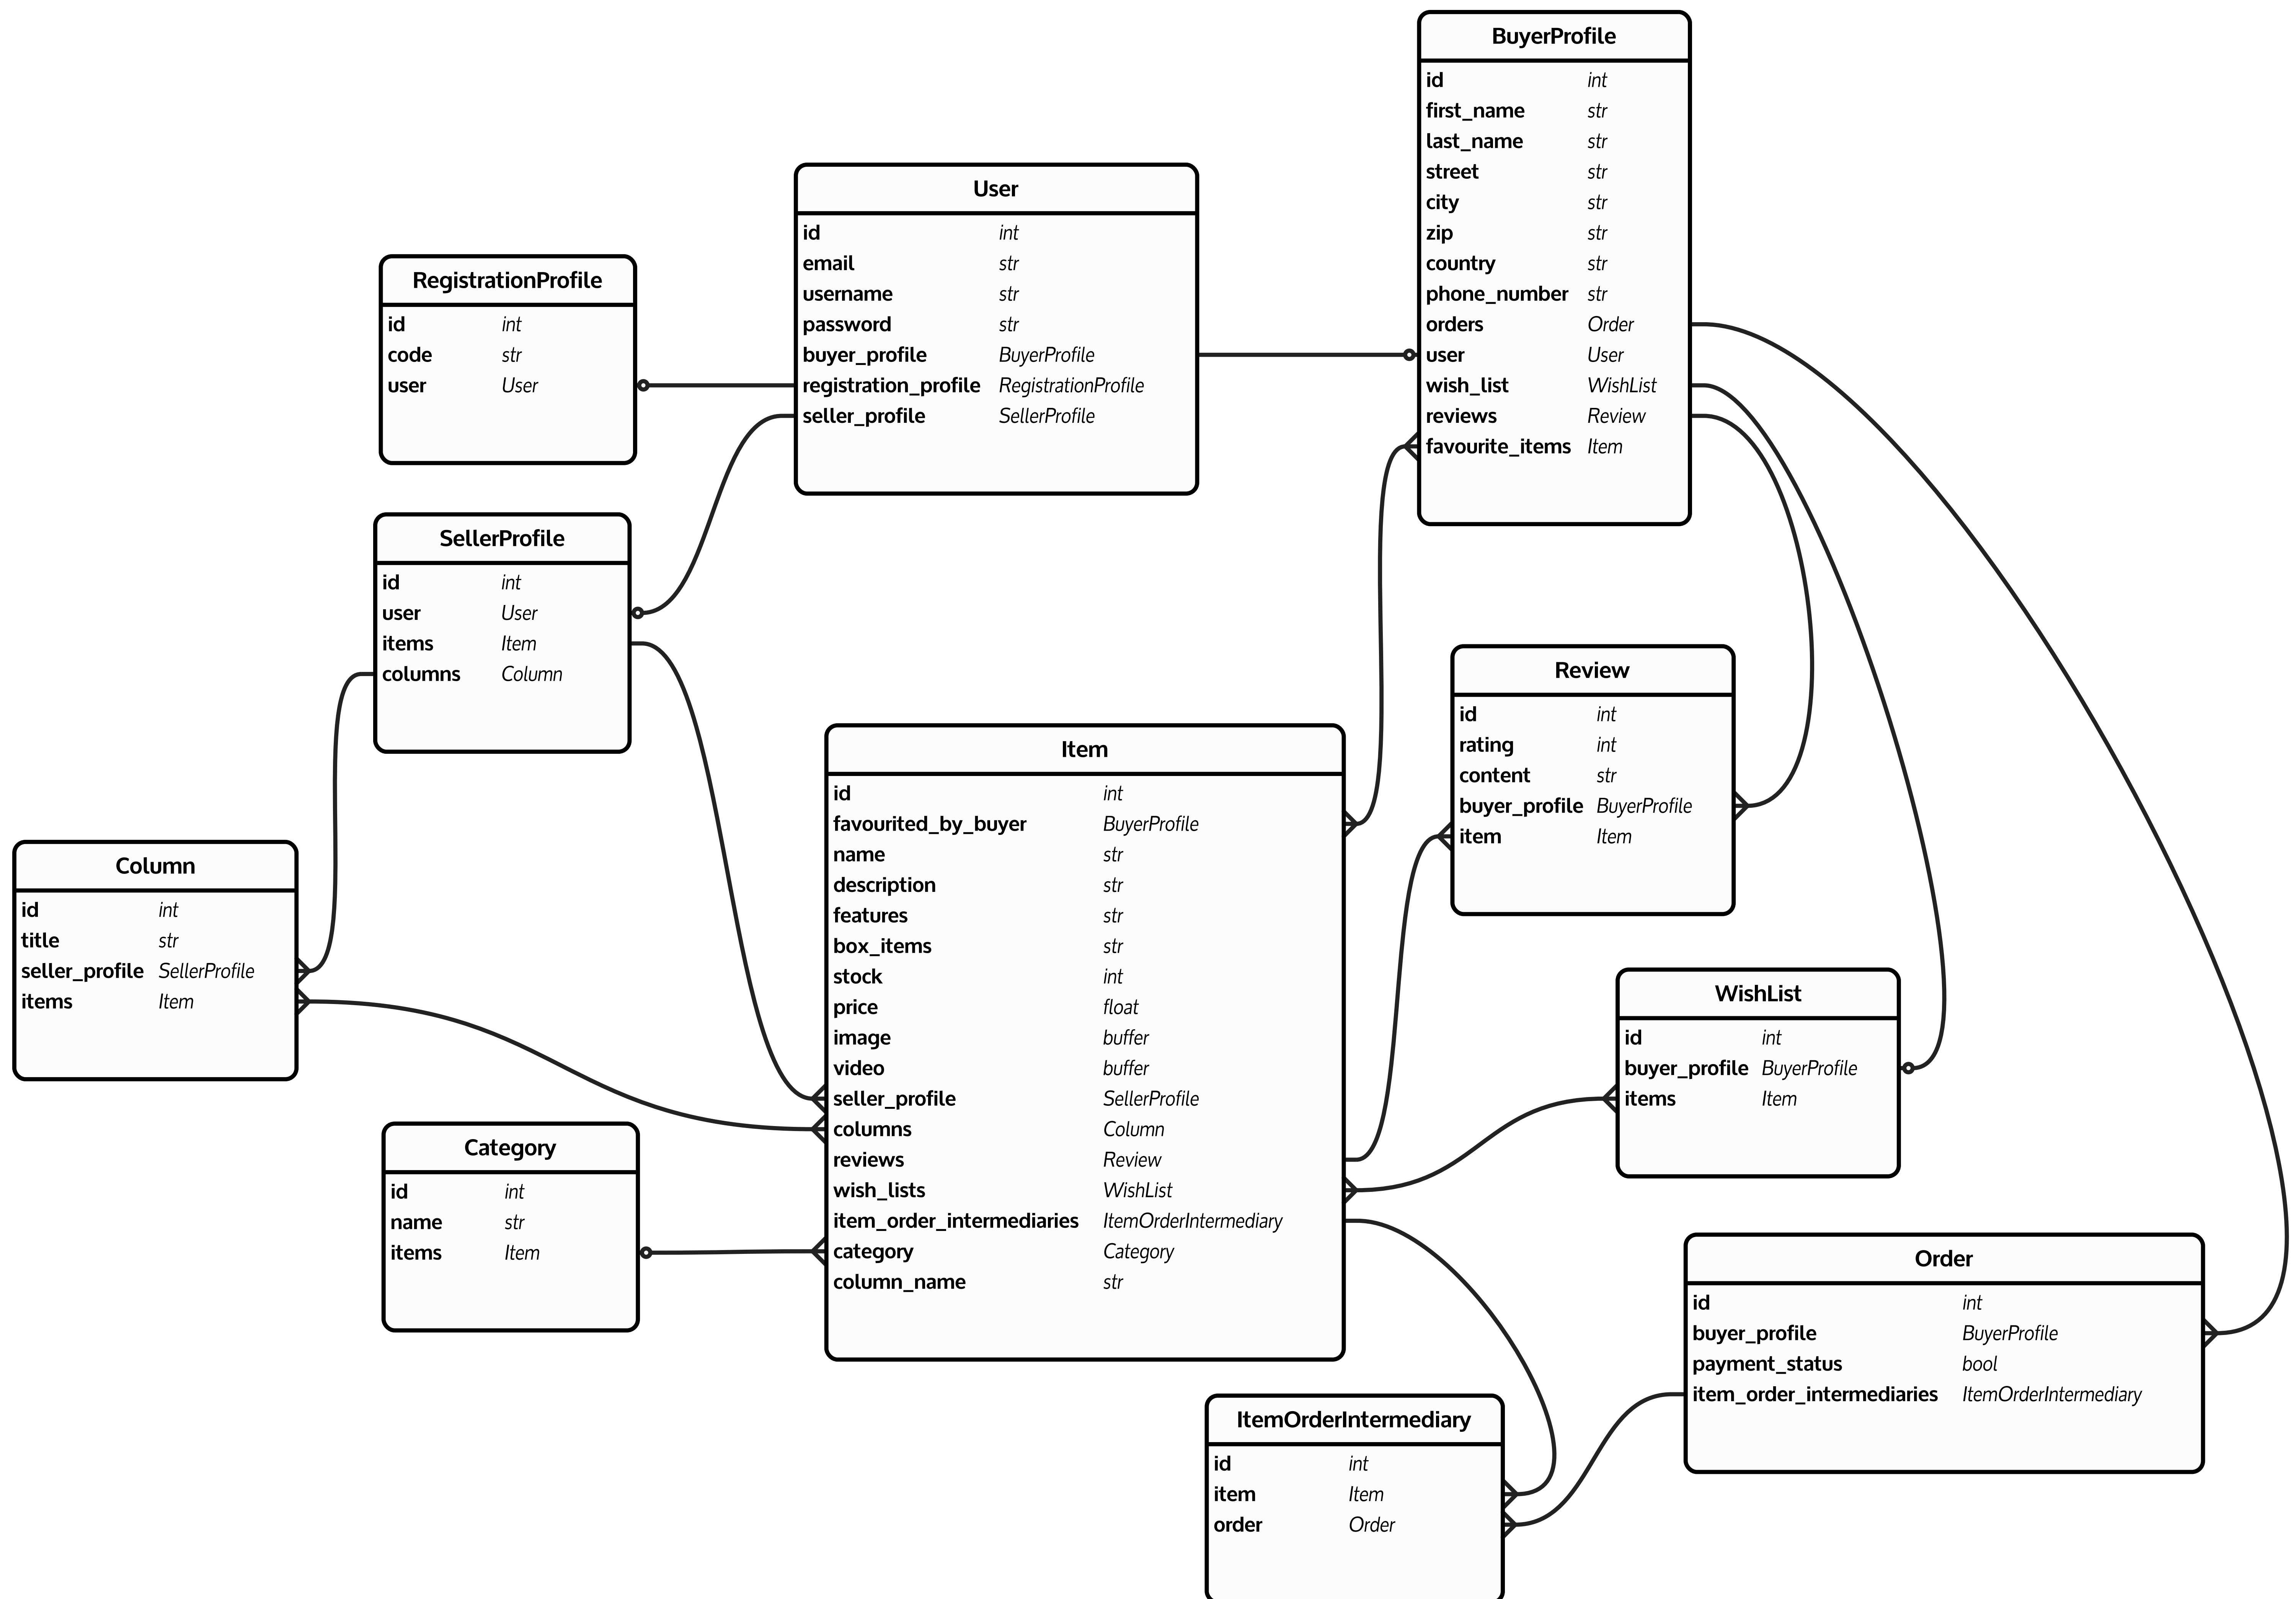 BuyerProfile
id int
first_name str
last_name str
street str
city str
zip str
country str
phone_number str
orders Order
user User
wish_list WishList
reviews Review
favourite_items Item
User
id int
email str
username str
password str
buyer_profile BuyerProfile
registration_profile RegistrationProfile
seller_profile SellerProfile
RegistrationProfile
id int
code str
user User
SellerProfile
id int
user User
items Item
columns Column
Review
id int
rating int
content str
buyer_profile BuyerProfile
item Item
Item
id int
favourited_by_buyer BuyerProfile
name str
description str
features str
box_items str
stock int
price float
image buffer
video buffer
seller_profile SellerProfile
columns Column
reviews Review
wish_lists WishList
item_order_intermediaries ItemOrderIntermediary
category Category
column_name str
Column
id int
title str
seller_profile SellerProfile
items Item
WishList
id int
buyer_profile BuyerProfile
items Item
Category
id int
name str
items Item
Order
id int
buyer_profile BuyerProfile
payment_status bool
item_order_intermediaries ItemOrderIntermediary
ItemOrderIntermediary
id int
item Item
order Order